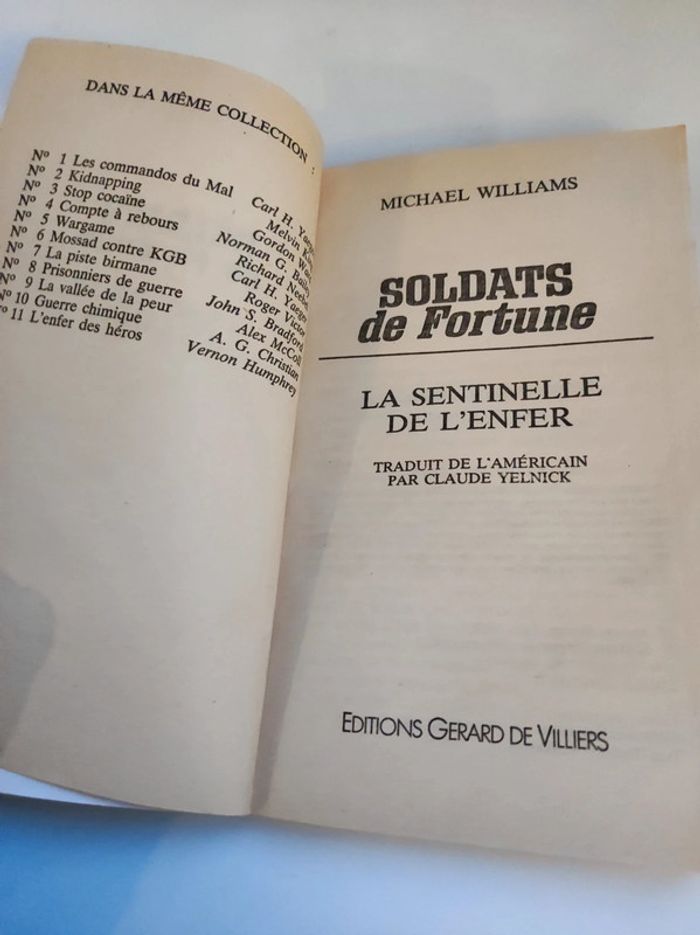 DANS LA MÊME COLLECTION :
Nº 1 Les commandos du Mal Carl H.
Nº 2 Kidnapping Melvin
Nº 3 Stop cocaïne Gordon
Nº 4 Compte à rebours Norman G.
Nº 5 Wargame Richard
Nº 6 Mossad contre KGB Carl H. Yaeger
Nº 7 La piste birmane Roger Victor
Nº 8 Prisonniers de guerre John S. Bradford
Nº 9 La vallée de la peur Alex McColl
Nº 10 Guerre chimique A. G. Christian
Nº 11 L'enfer des héros Vernon Humphrey
MICHAEL WILLIAMS
SOLDATS
de Fortune
LA SENTINELLE
DE L'ENFER
TRADUIT DE L'AMÉRICAIN
PAR CLAUDE YELNICK
EDITIONS GERARD DE VILLIERS